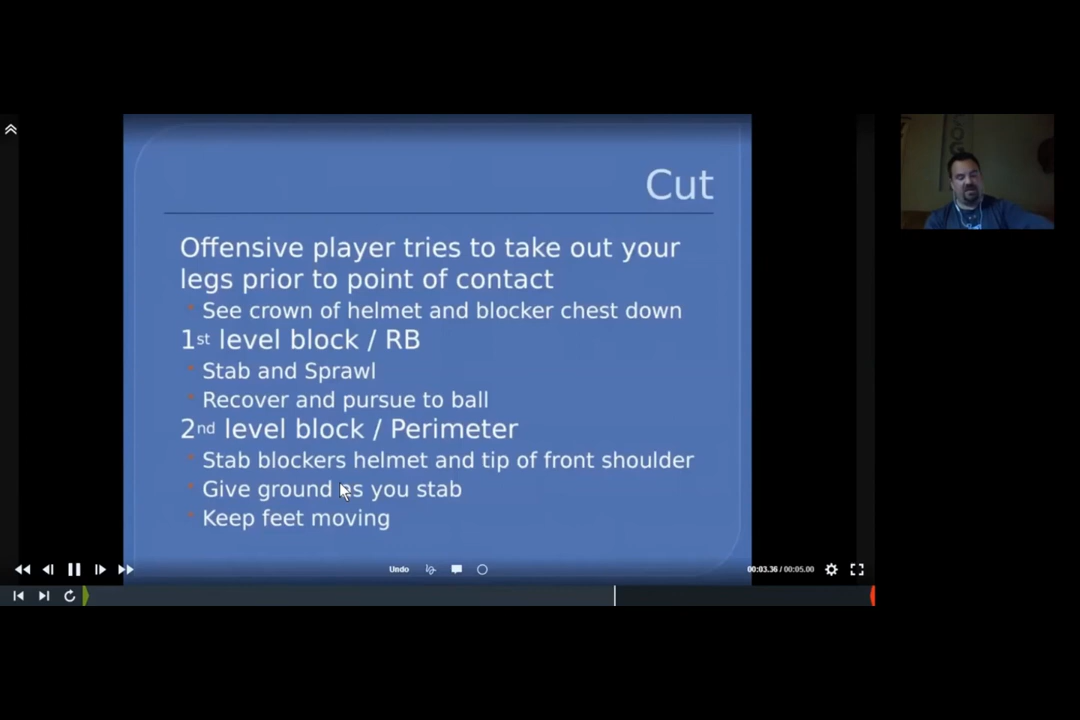 Cut
Offensive player tries to take out your
legs prior to point of contact
See crown of helmet and blocker chest down
1st level block / RB
Stab and Sprawl
Recover and pursue to ball
2nd level block / Perimeter
Stab blockers helmet and tip of front shoulder
Give ground as you stab
Keep feet moving
Undo
00:03.36 / 00:05.00